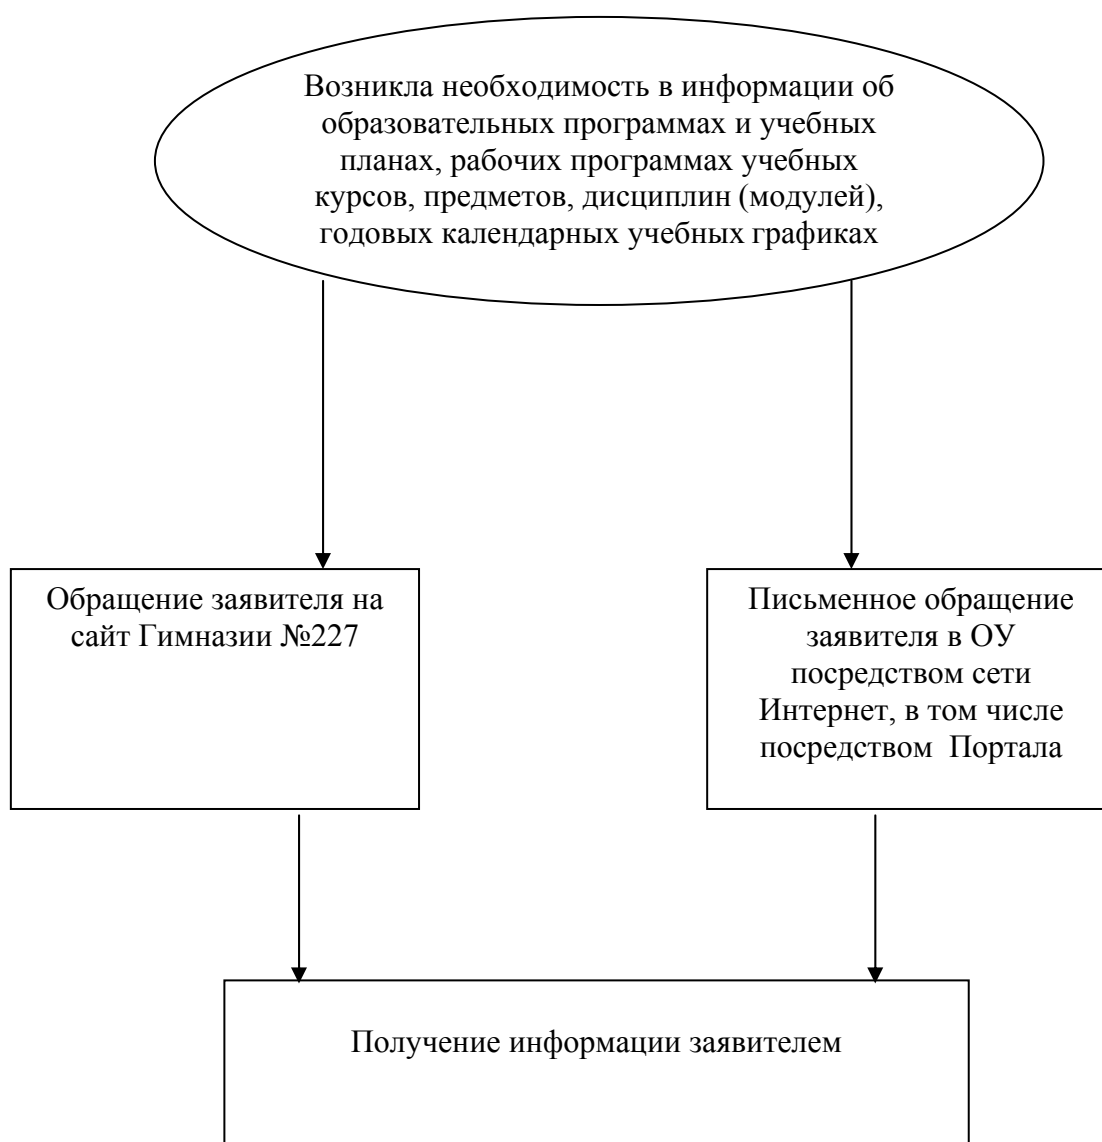 Возникла необходимость в информации об
образовательных программах и учебных
планах, рабочих программах учебных
курсов, предметов, дисциплин (модулей),
годовых календарных учебных графиках
Обращение заявителя на
сайт Гимназии №227
Письменное обращение
заявителя в ОУ
посредством сети
Интернет, в том числе
посредством Портала
Получение информации заявителем